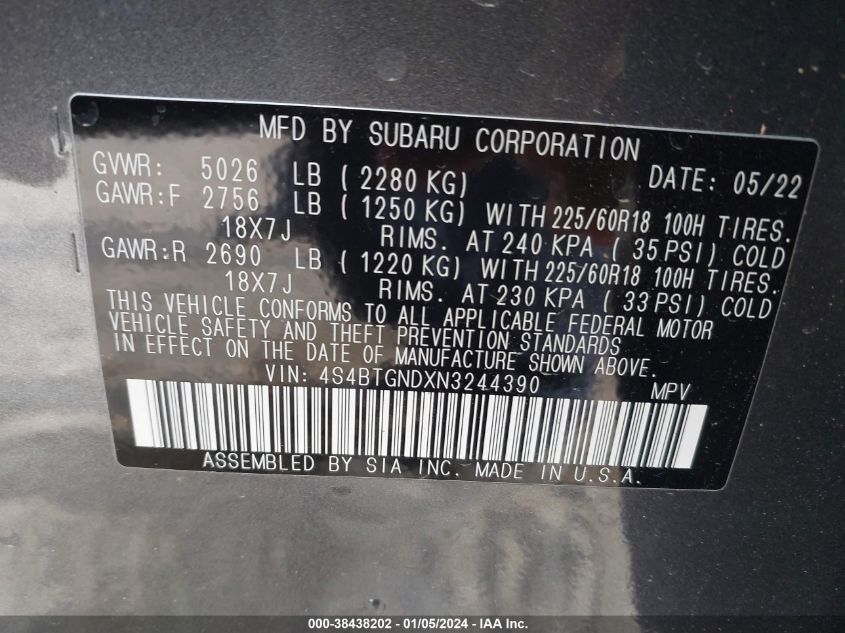 MFD BY SUBARU CORPORATION
GVWR: 5026 LB ( 2280 KG) DATE: 05/22
GAWR:F 2756 LB ( 1250 KG) WITH 225/60R18 100H TIRES.
18X7J RIMS. AT 240 KPA ( 35 PSI) COLD
GAWR:R 2690 LB ( 1220 KG) WITH 225/60R18 100H TIRES.
18X7J RIMS. AT 230 KPA ( 33 PSI) COLD
THIS VEHICLE CONFORMS TO ALL APPLICABLE FEDERAL MOTOR
VEHICLE SAFETY AND THEFT PREVENTION STANDARDS
IN EFFECT ON THE DATE OF MANUFACTURE SHOWN ABOVE.
VIN: 4S4BTGNDXN3244390 MPV
ASSEMBLED BY SIA INC. MADE IN U.S.A.
000-38438202 - 01/05/2024 - IAA Inc.